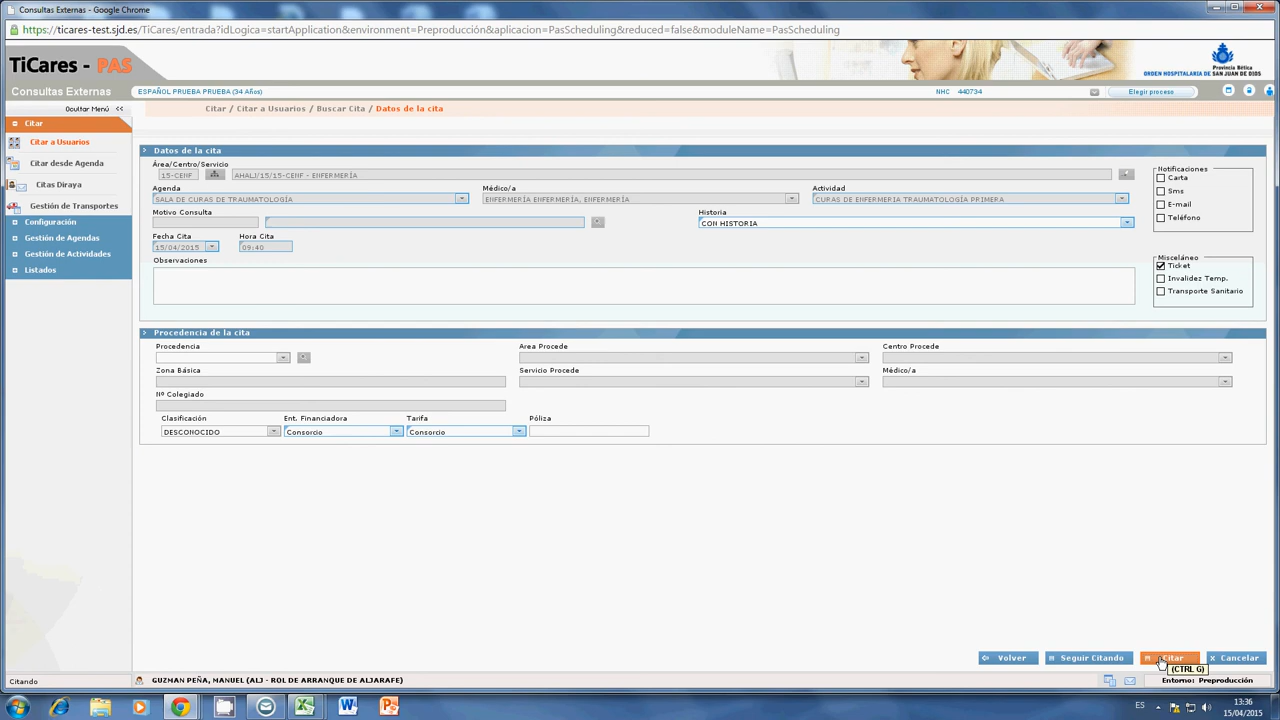 Consultas Externas - Google Chrome
https://ticares-test.sjd.es/TiCares/entrada?idLogica=startApplication&environment=Preproducción&aplicacion=PasScheduling&reduced=false&moduleName=PasScheduling
TiCares - PAS
Provincia Bética
ORDEN HOSPITALARIA DE SAN JUAN DE DIOS
Consultas Externas
ESPAÑOL PRUEBA PRUEBA (34 Años)
NHC 440734
Elegir proceso
Ocultar Menú <<
Citar / Citar a Usuarios / Buscar Cita / Datos de la cita
Citar
Citar a Usuarios
Citar desde Agenda
Citas Diraya
Gestión de Transportes
Configuración
Gestión de Agendas
Gestión de Actividades
Listados
Datos de la cita
Área/Centro/Servicio
15-CENF
AHALJ/15/15-CENF - ENFERMERÍA
Agenda
Médico/a
Actividad
SALA DE CURAS DE TRAUMATOLOGÍA
ENFERMERÍA ENFERMERÍA, ENFERMERÍA
CURAS DE ENFERMERIA TRAUMATOLOGÍA PRIMERA
Motivo Consulta
Historia
CON HISTORIA
Fecha Cita
Hora Cita
15/04/2015
09:40
Observaciones
Notificaciones
Carta
Sms
E-mail
Teléfono
Misceláneo
Ticket
Invalidez Temp.
Transporte Sanitario
Procedencia de la cita
Procedencia
Area Procede
Centro Procede
Zona Básica
Servicio Procede
Médico/a
Nº Colegiado
Clasificación
Ent. Financiadora
Tarifa
Póliza
DESCONOCIDO
Consorcio
Consorcio
Volver
Seguir Citando
Citar
Cancelar
(CTRL G)
Citando
GUZMAN PEÑA, MANUEL (ALJ - ROL DE ARRANQUE DE ALJARAFE)
Entorno: Preproducción
ES
13:36
15/04/2015